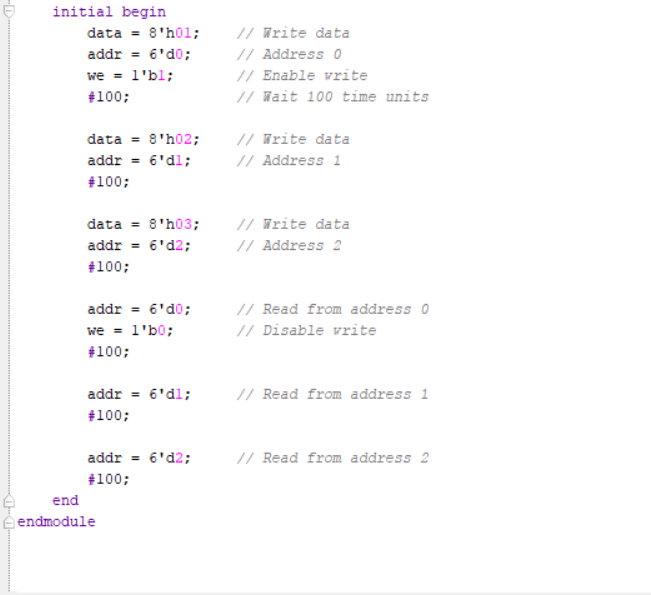 initial begin
data = 8'h01; // Write data
addr = 6'd0; // Address 0
we = 1'b1; // Enable write
#100; // Wait 100 time units
data = 8'h02; // Write data
addr = 6'd1; // Address 1
#100;
data = 8'h03; // Write data
addr = 6'd2; // Address 2
#100;
addr = 6'd0; // Read from address 0
we = 1'b0; // Disable write
#100;
addr = 6'd1; // Read from address 1
#100;
addr = 6'd2; // Read from address 2
#100;
end
endmodule